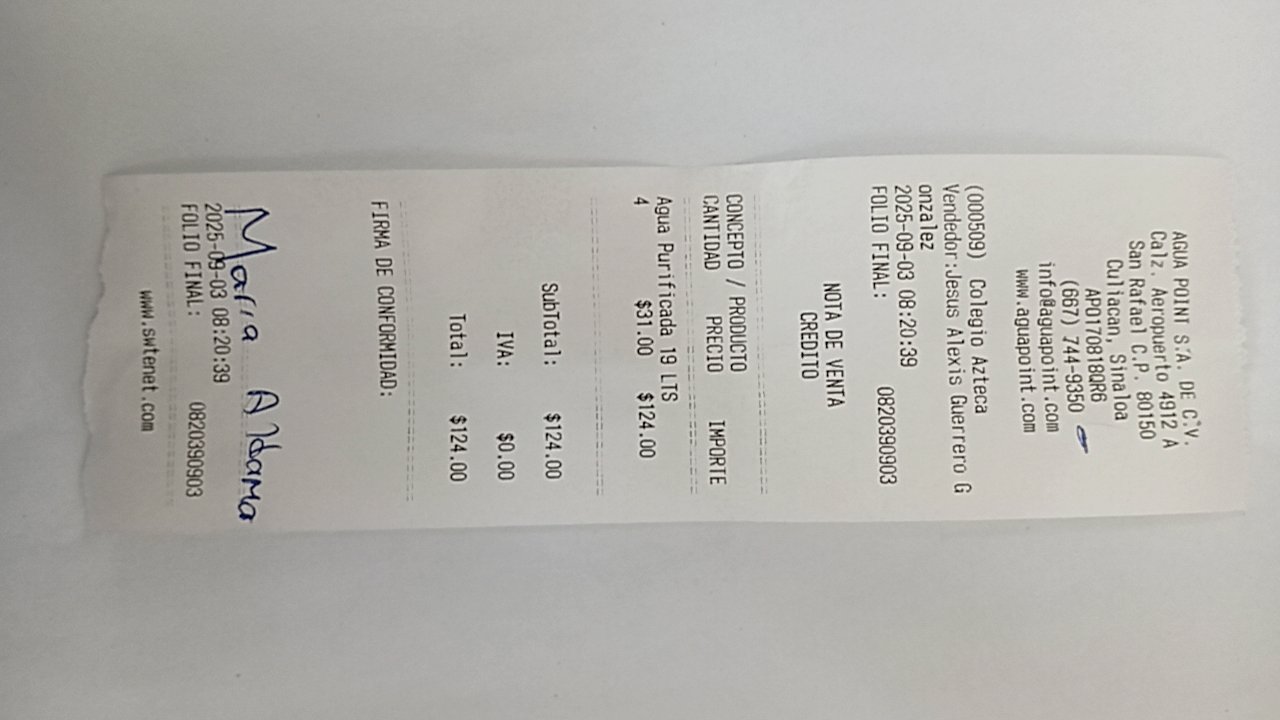 AGUA POINT S.A. DE C.V.
Calz. Aeropuerto 4912 A
San Rafael C.P. 80150
Culiacan, Sinaloa
APO170818QR6
(667) 744-9350
info@aguapoint.com
www.aguapoint.com
(000509) Colegio Azteca
Vendedor:Jesus Alexis Guerrero G
onzalez
2025-09-03 08:20:39
FOLIO FINAL: 0820390903
NOTA DE VENTA
CREDITO
CONCEPTO / PRODUCTO
CANTIDAD PRECIO IMPORTE
Agua Purificada 19 LTS
4 $31.00 $124.00
SubTotal: $124.00
IVA: $0.00
Total: $124.00
FIRMA DE CONFORMIDAD:
Maria Aldama
2025-09-03 08:20:39
FOLIO FINAL: 0820390903
www.swtenet.com